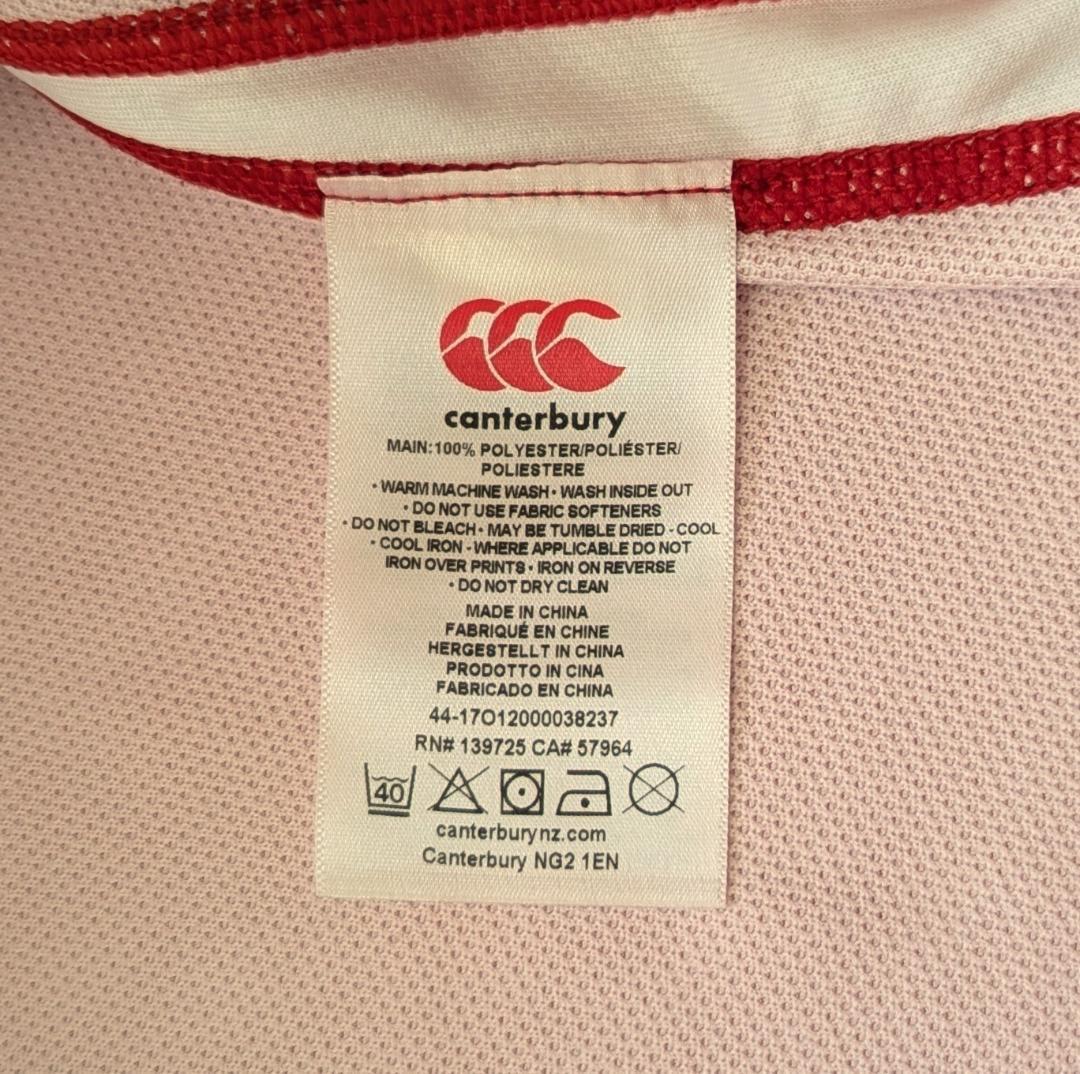 canterbury
MAIN:100% POLYESTER/POLIÉSTER/
POLIESTERE
• WARM MACHINE WASH • WASH INSIDE OUT
• DO NOT USE FABRIC SOFTENERS
• DO NOT BLEACH • MAY BE TUMBLE DRIED - COOL
• COOL IRON - WHERE APPLICABLE DO NOT
IRON OVER PRINTS • IRON ON REVERSE
• DO NOT DRY CLEAN
MADE IN CHINA
FABRIQUÉ EN CHINE
HERGESTELLT IN CHINA
PRODOTTO IN CINA
FABRICADO EN CHINA
44-17O12000038237
RN# 139725 CA# 57964
40
canterburynz.com
Canterbury NG2 1EN